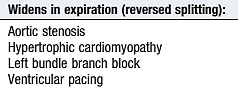 Widens in expiration (reversed splitting):
Aortic stenosis
Hypertrophic cardiomyopathy
Left bundle branch block
Ventricular pacing